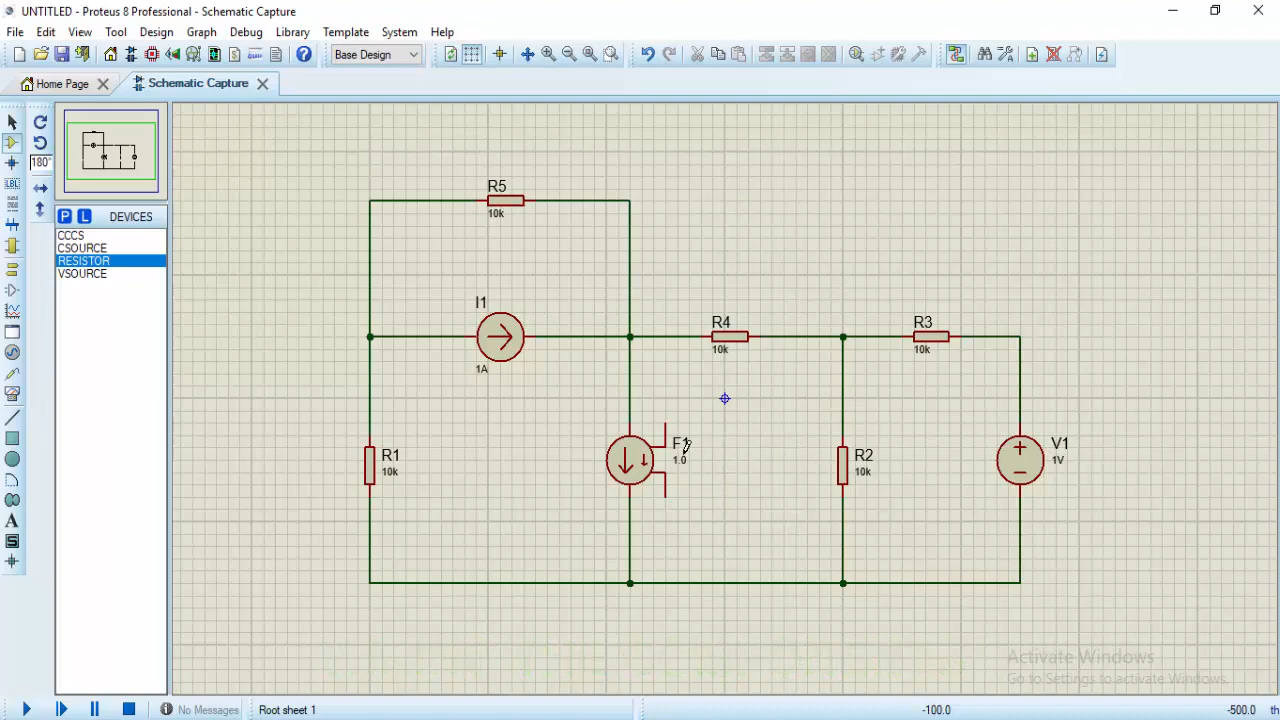 UNTITLED - Proteus 8 Professional - Schematic Capture
File Edit View Tool Design Graph Debug Library Template System Help
Base Design
Home Page Schematic Capture
180°
P L DEVICES
CCCS
CSOURCE
RESISTOR
VSOURCE
LBL
A
S
R5
10k
I1
1A
R4
10k
R3
10k
R1
10k
F1
1.0
R2
10k
V1
1V
Activate Windows
Go to Settings to activate Windows.
No Messages Root sheet 1 -100.0 -500.0 th